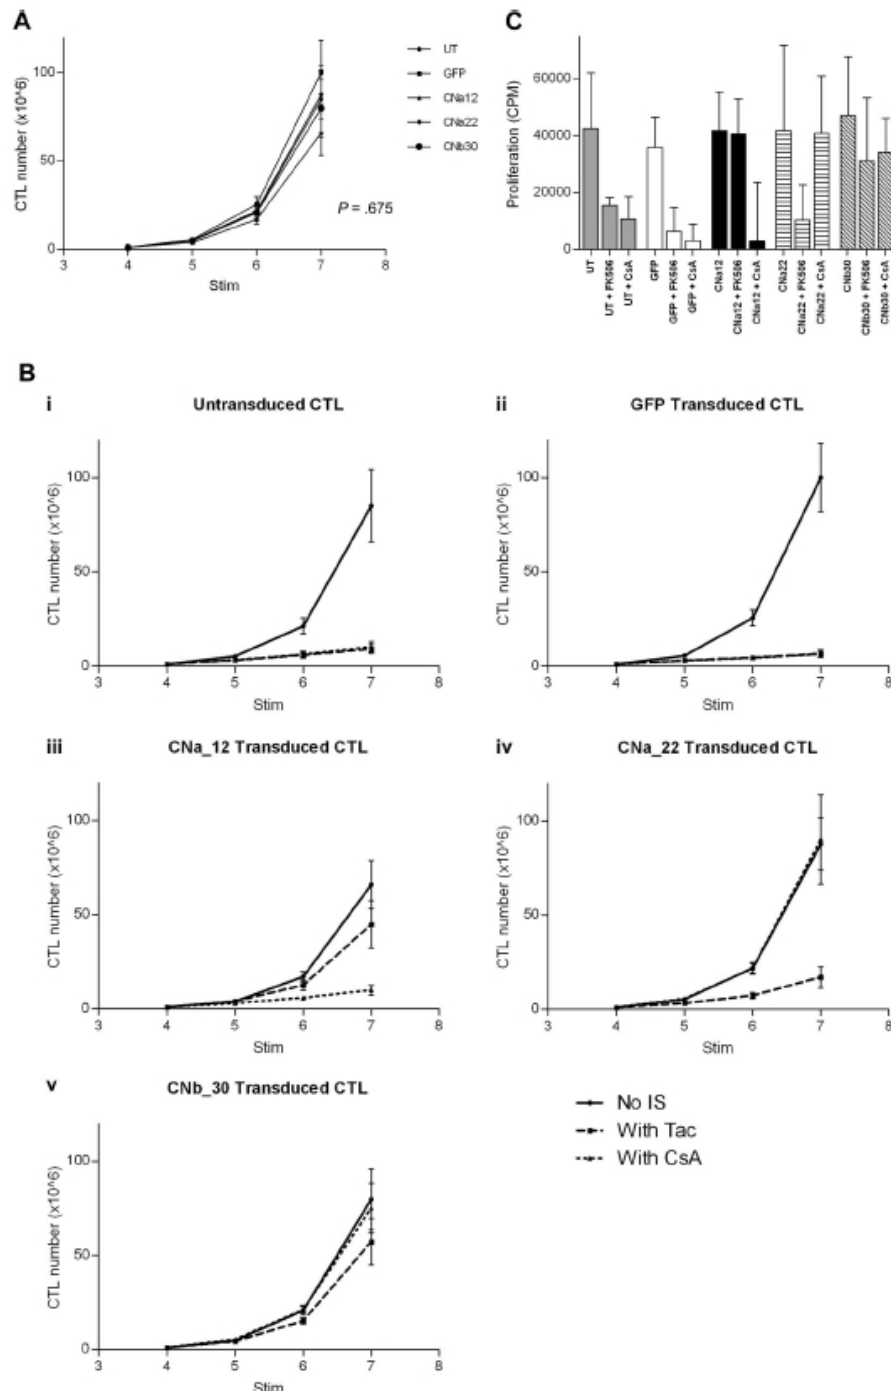 A
CTL number (x10^6)
100
50
0
3 4 5 6 7 8
Stim
P = .675
UT
GFP
CNa12
CNa22
CNb30
C
Proliferation (CPM)
60000
40000
20000
0
UT
UT + FK506
UT + CsA
GFP
GFP + FK506
GFP + CsA
CNa12
CNa12 + FK506
CNa12 + CsA
CNa22
CNa22 + FK506
CNa22 + CsA
CNb30
CNb30 + FK506
CNb30 + CsA
B
i
Untransduced CTL
CTL number (x10^6)
100
50
0
3 4 5 6 7 8
Stim
ii
GFP Transduced CTL
CTL number (x10^6)
100
50
0
3 4 5 6 7 8
Stim
iii
CNa_12 Transduced CTL
CTL number (x10^6)
100
50
0
3 4 5 6 7 8
Stim
iv
CNa_22 Transduced CTL
CTL number (x10^6)
100
50
0
3 4 5 6 7 8
Stim
v
CNb_30 Transduced CTL
CTL number (x10^6)
100
50
0
3 4 5 6 7 8
Stim
No IS
With Tac
With CsA